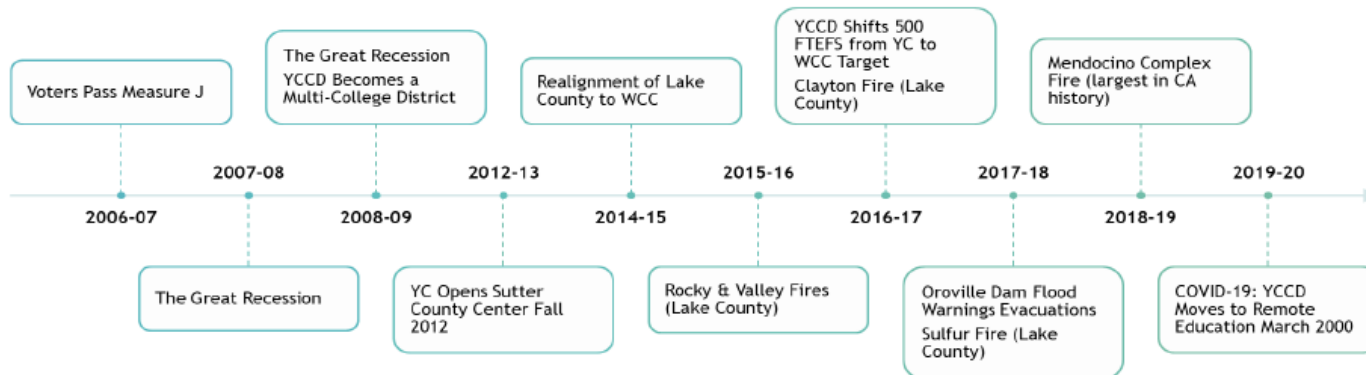 Voters Pass Measure J
The Great Recession
YCCD Becomes a
Multi-College District
Realignment of Lake
County to WCC
YCCD Shifts 500
FTEFS from YC to
WCC Target
Clayton Fire (Lake
County)
Mendocino Complex
Fire (largest in CA
history)
2007-08
2012-13
2015-16
2017-18
2019-20
2006-07
2008-09
2014-15
2016-17
2018-19
The Great Recession
YC Opens Sutter
County Center Fall
2012
Rocky & Valley Fires
(Lake County)
Oroville Dam Flood
Warnings Evacuations
Sulfur Fire (Lake
County)
COVID-19: YCCD
Moves to Remote
Education March 2000